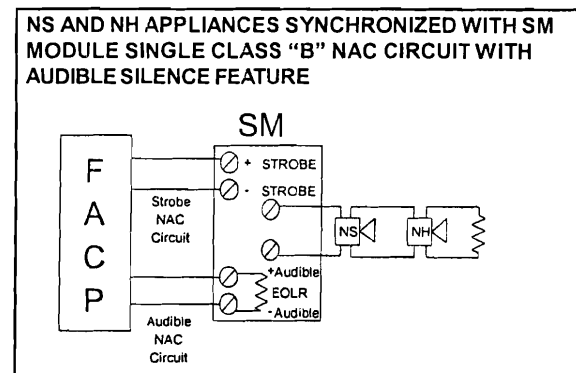 NS AND NH APPLIANCES SYNCHRONIZED WITH SM
MODULE SINGLE CLASS “B” NAC CIRCUIT WITH
AUDIBLE SILENCE FEATURE
SM
FACP
+ STROBE
- STROBE
Strobe
NAC
Circuit
NS
NH
+Audible
EOLR
-Audible
Audible
NAC
Circuit